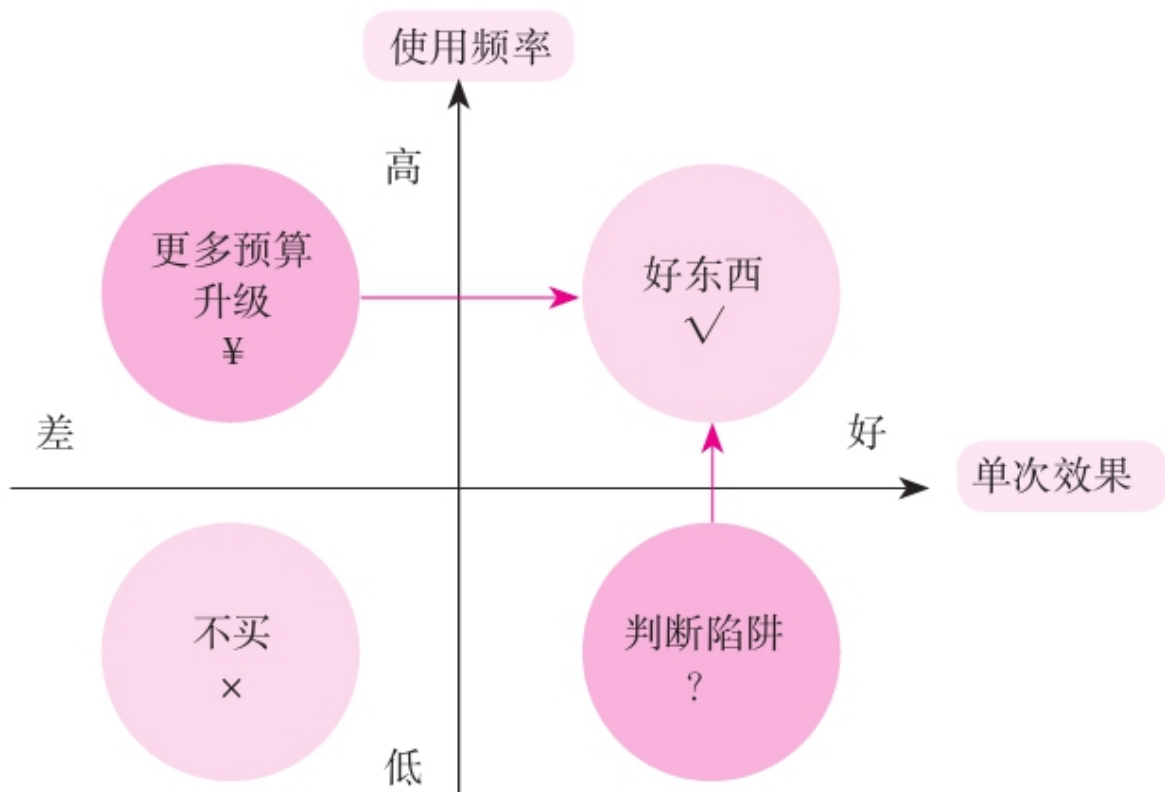 使用频率
高
更多预算
升级
¥
好东西
√
差
好
单次效果
不买
×
判断陷阱
？
低